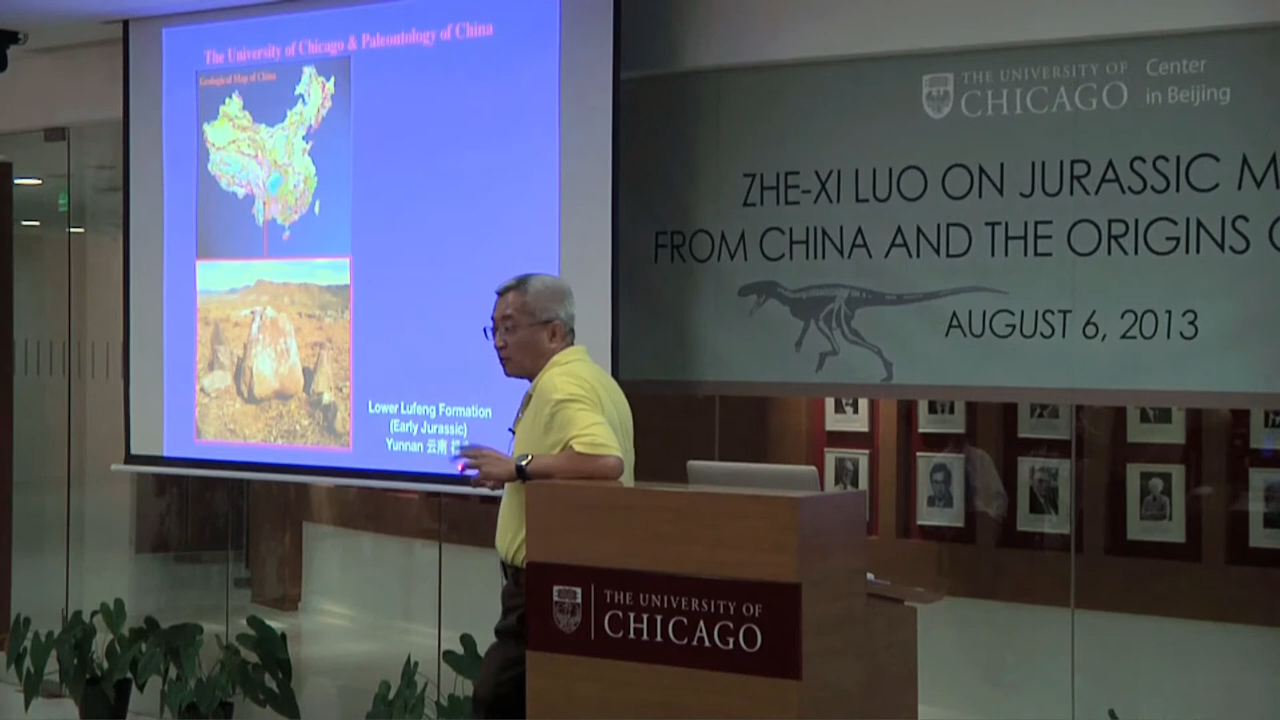 The University of Chicago & Paleontology of China
Geological Map of China
Lower Lufeng Formation
(Early Jurassic)
Yunnan 云南
THE UNIVERSITY OF
CHICAGO
Center
in Beijing
ZHE-XI LUO ON JURASSIC
FROM CHINA AND THE ORIGINS
AUGUST 6, 2013
THE UNIVERSITY OF
CHICAGO